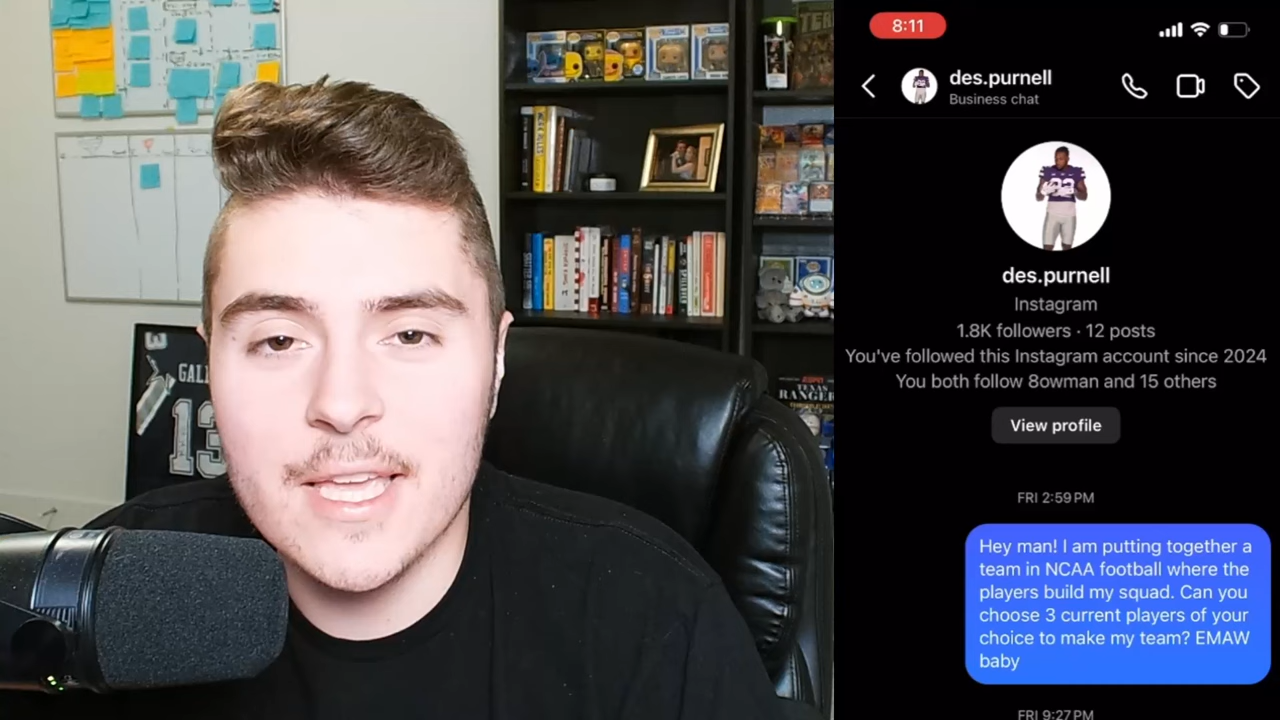 8:11
des.purnell
Business chat
des.purnell
Instagram
1.8K followers · 12 posts
You've followed this Instagram account since 2024
You both follow 8owman and 15 others
View profile
FRI 2:59 PM
Hey man! I am putting together a
team in NCAA football where the
players build my squad. Can you
choose 3 current players of your
choice to make my team? EMAW
baby
FRI 9:27 PM
13
TEXAS
RANGER